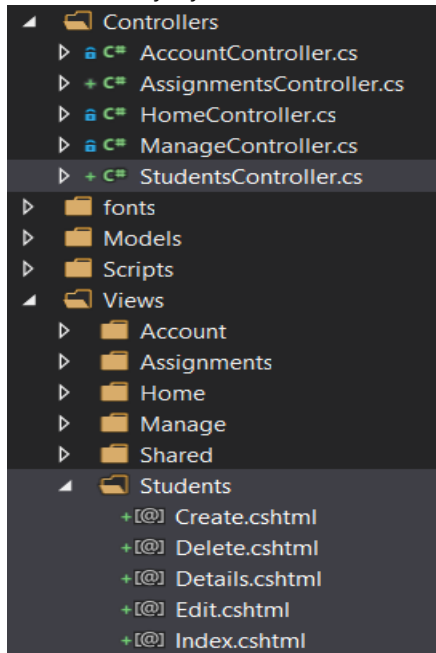 Controllers
C# AccountController.cs
+ C# AssignmentsController.cs
C# HomeController.cs
C# ManageController.cs
+ C# StudentsController.cs
fonts
Models
Scripts
Views
Account
Assignments
Home
Manage
Shared
Students
+[@] Create.cshtml
+[@] Delete.cshtml
+[@] Details.cshtml
+[@] Edit.cshtml
+[@] Index.cshtml